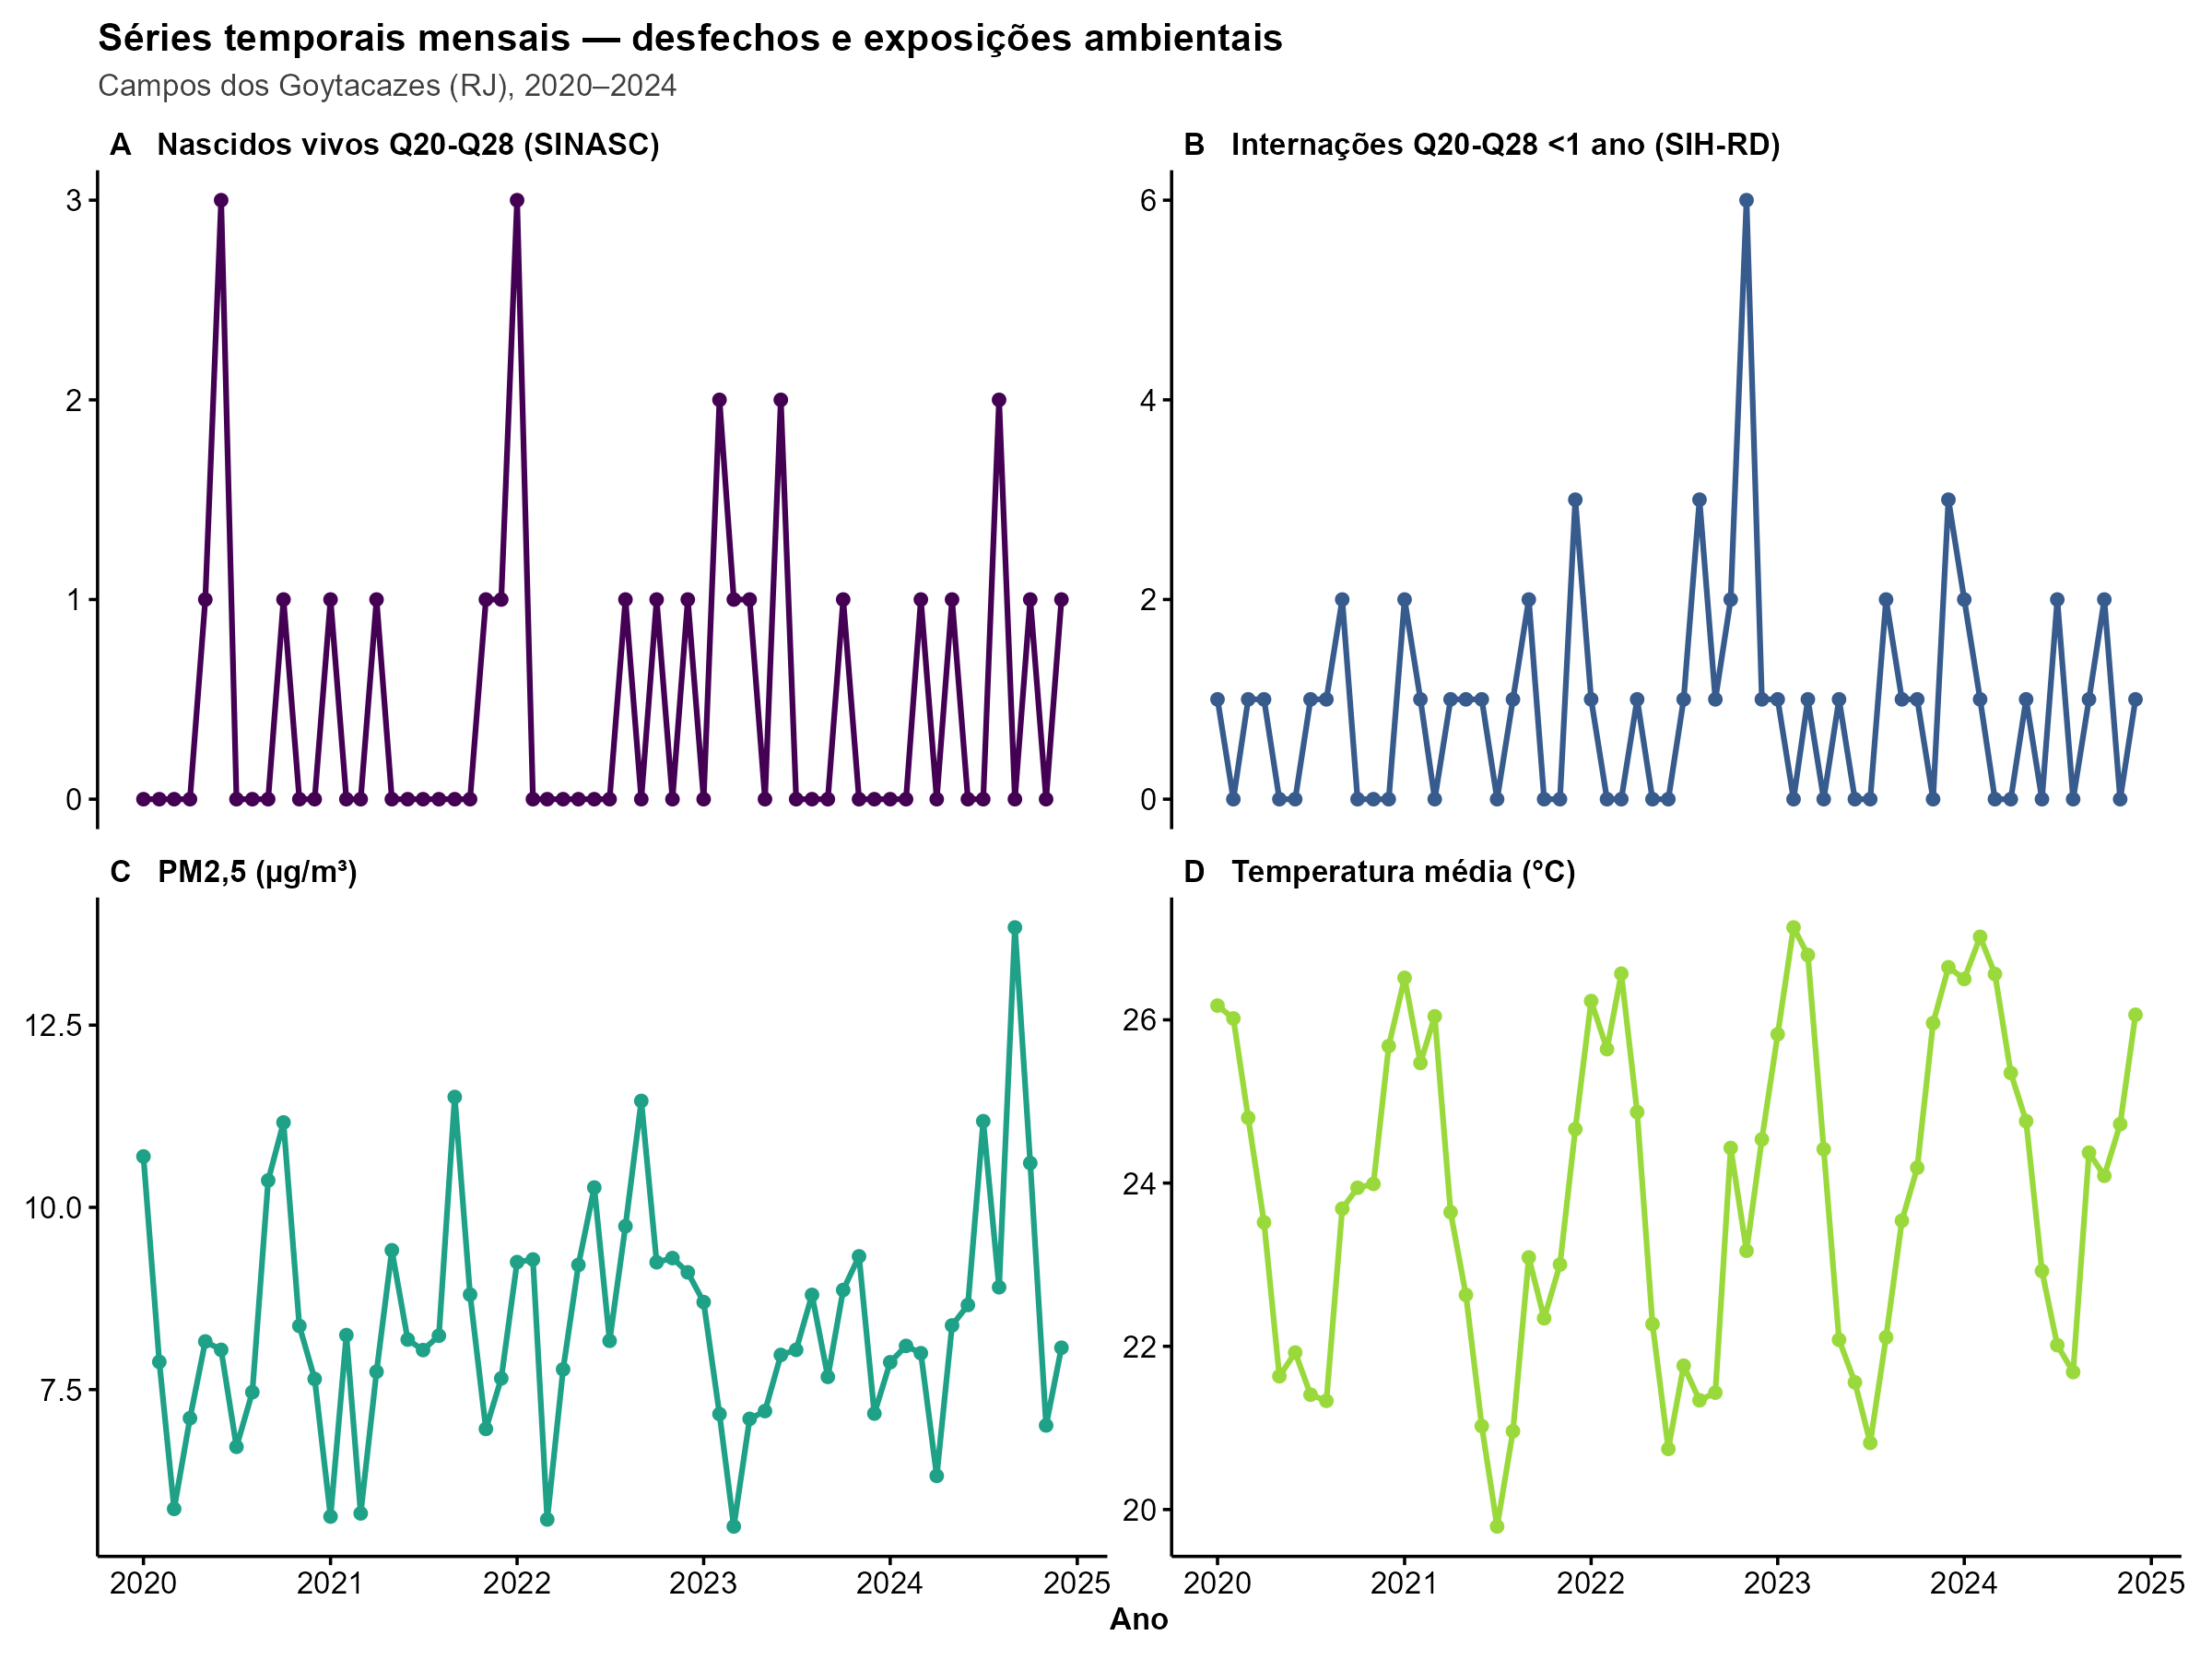 Séries temporais mensais — desfechos e exposições ambientais
Campos dos Goytacazes (RJ), 2020–2024
A Nascidos vivos Q20-Q28 (SINASC)
3
2
1
0
B Internações Q20-Q28 <1 ano (SIH-RD)
6
4
2
0
C PM2,5 (µg/m³)
12.5
10.0
7.5
2020 2021 2022 2023 2024 2025
D Temperatura média (°C)
26
24
22
20
2020 2021 2022 2023 2024 2025
Ano